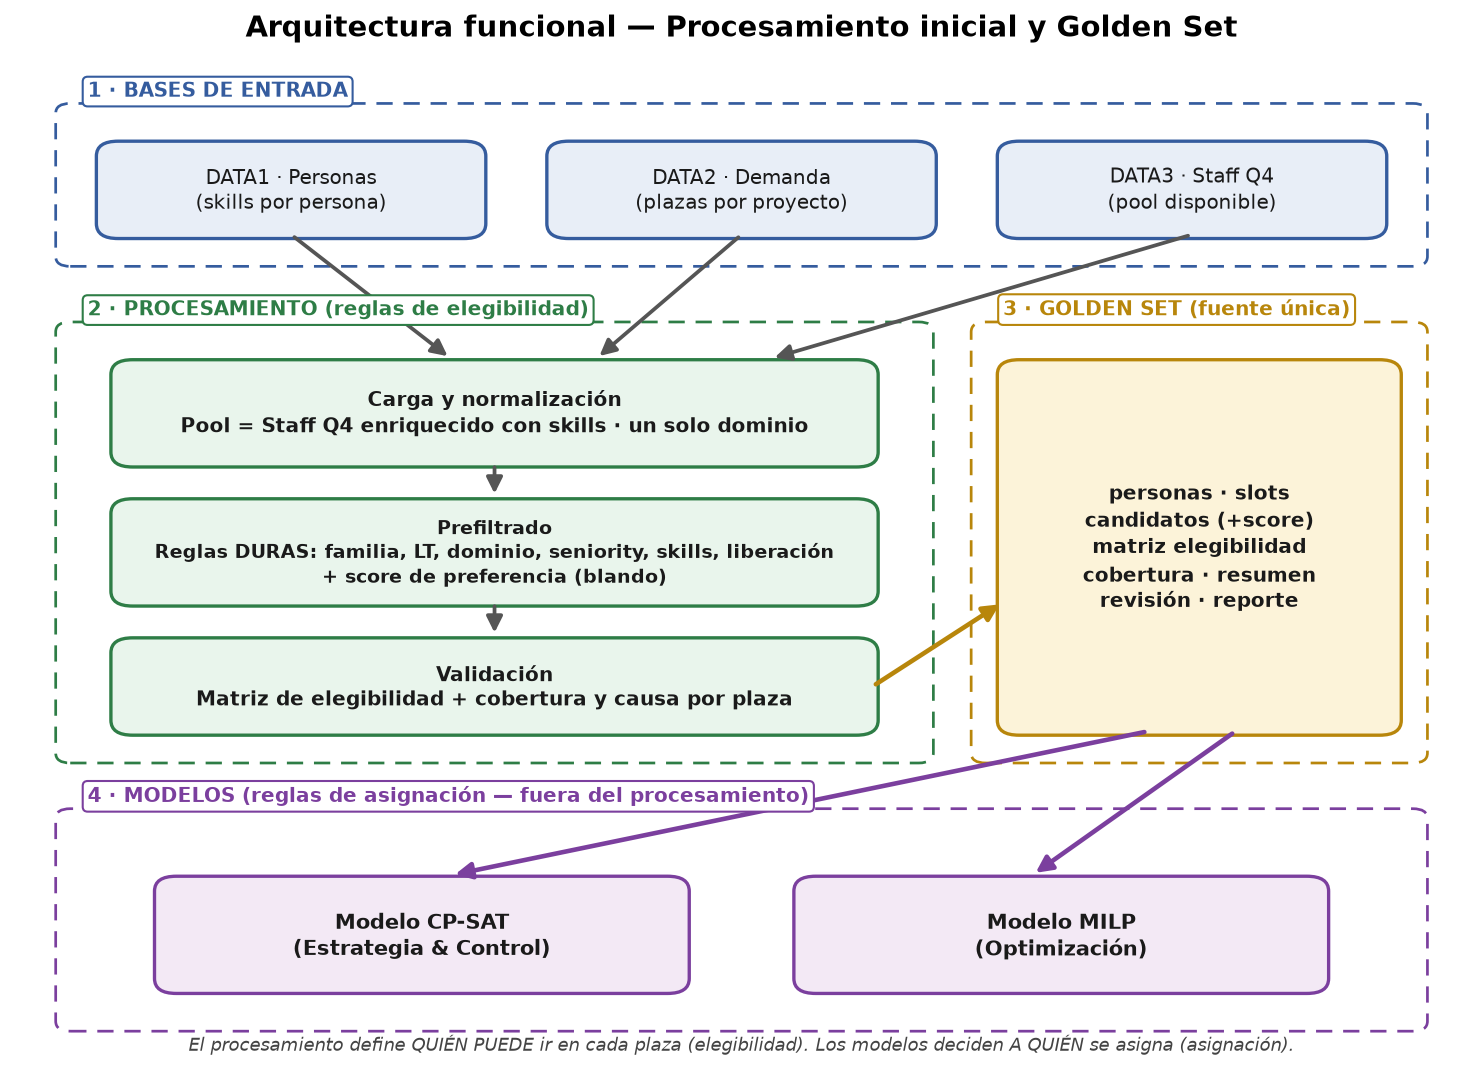 Arquitectura funcional — Procesamiento inicial y Golden Set
1 · BASES DE ENTRADA
DATA1 · Personas
(skills por persona)
DATA2 · Demanda
(plazas por proyecto)
DATA3 · Staff Q4
(pool disponible)
2 · PROCESAMIENTO (reglas de elegibilidad)
Carga y normalización
Pool = Staff Q4 enriquecido con skills · un solo dominio
Prefiltrado
Reglas DURAS: familia, LT, dominio, seniority, skills, liberación
+ score de preferencia (blando)
Validación
Matriz de elegibilidad + cobertura y causa por plaza
3 · GOLDEN SET (fuente única)
personas · slots
candidatos (+score)
matriz elegibilidad
cobertura · resumen
revisión · reporte
4 · MODELOS (reglas de asignación — fuera del procesamiento)
Modelo CP-SAT
(Estrategia & Control)
Modelo MILP
(Optimización)
El procesamiento define QUIÉN PUEDE ir en cada plaza (elegibilidad). Los modelos deciden A QUIÉN se asigna (asignación).